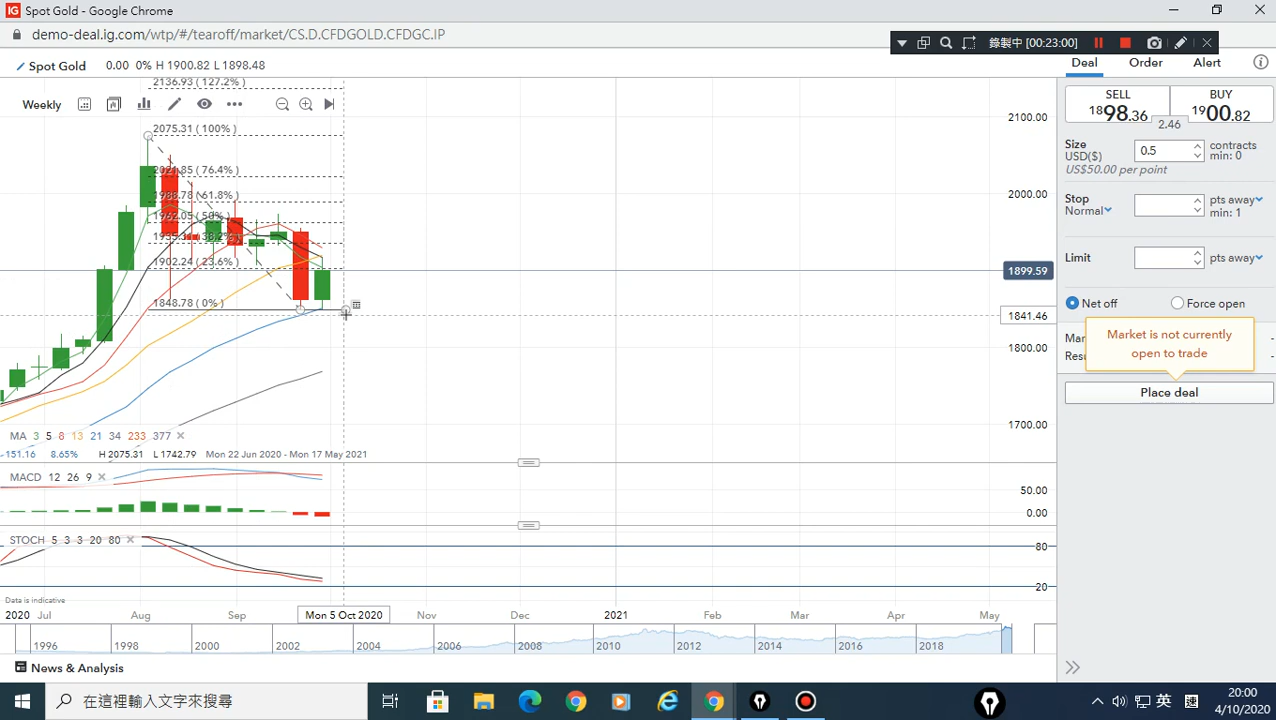 IG Spot Gold - Google Chrome
demo-deal.ig.com/wtp/#/tearoff/market/CS.D.CFDGOLD.CFDGC.IP
錄製中 [00:23:00]
Spot Gold 0.00 0% H 1900.82 L 1898.48
Deal Order Alert
Weekly
2136.93 (127.2%)
2075.31 (100%)
2021.85 (76.4%)
1988.78 (61.8%)
1962.05 (50%)
1935.31 (38.2%)
1902.24 (23.6%)
1848.78 (0%)
2100.00
2000.00
1899.59
1841.46
1800.00
1700.00
SELL
1898.36
BUY
1900.82
2.46
Size
USD($)
0.5
contracts
min: 0
US$50.00 per point
Stop
Normal
pts away
min: 1
Limit
pts away
Net off Force open
Market is not currently
open to trade
Place deal
MA 3 5 8 13 21 34 233 377
151.16 8.65% H 2075.31 L 1742.79 Mon 22 Jun 2020 - Mon 17 May 2021
MACD 12 26 9
50.00
0.00
STOCH 5 3 3 20 80
80
20
Data is indicative
2020 Jul Aug Sep Mon 5 Oct 2020 Nov Dec 2021 Feb Mar Apr May
1996 1998 2000 2002 2004 2006 2008 2010 2012 2014 2016 2018
News & Analysis
在這裡輸入文字來搜尋
英
20:00
4/10/2020